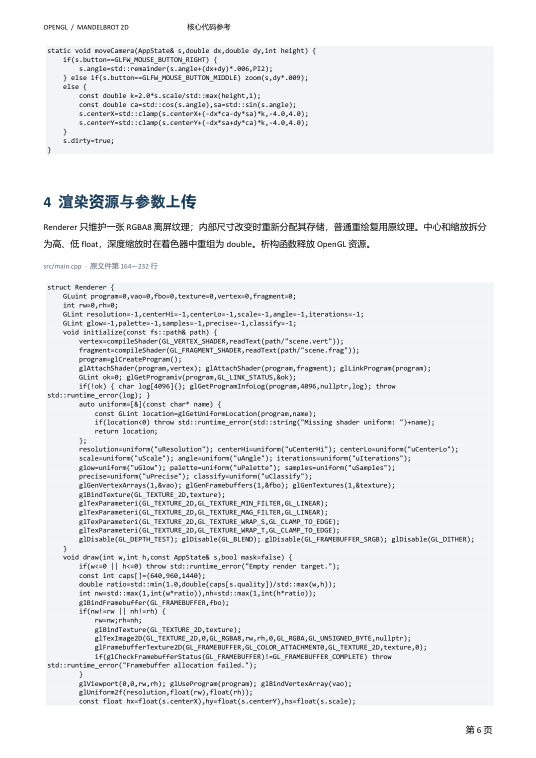 OPENGL / MANDELBROT 2D 核心代码参考
static void moveCamera(AppState& s,double dx,double dy,int height) {
    if(s.button==GLFW_MOUSE_BUTTON_RIGHT) {
        s.angle=std::remainder(s.angle+(dx+dy)*.006,PI2);
    } else if(s.button==GLFW_MOUSE_BUTTON_MIDDLE) zoom(s,dy*.009);
    else {
        const double k=2.0*s.scale/std::max(height,1);
        const double ca=std::cos(s.angle),sa=std::sin(s.angle);
        s.centerX=std::clamp(s.centerX+(-dx*ca-dy*sa)*k,-4.0,4.0);
        s.centerY=std::clamp(s.centerY+(-dx*sa+dy*ca)*k,-4.0,4.0);
    }
    s.dirty=true;
}
4 渲染资源与参数上传
Renderer 只维护一张 RGBA8 离屏纹理；内部尺寸改变时重新分配其存储，普通重绘复用原纹理。中心和缩放拆分
为高、低 float，深度缩放时在着色器中重组为 double。析构函数释放 OpenGL 资源。
src/main.cpp · 原文件第 164—232 行
struct Renderer {
    GLuint program=0,vao=0,fbo=0,texture=0,vertex=0,fragment=0;
    int rw=0,rh=0;
    GLint resolution=-1,centerHi=-1,centerLo=-1,scale=-1,angle=-1,iterations=-1;
    GLint glow=-1,palette=-1,samples=-1,precise=-1,classify=-1;
    void initialize(const fs::path& path) {
        vertex=compileShader(GL_VERTEX_SHADER,readText(path/"scene.vert"));
        fragment=compileShader(GL_FRAGMENT_SHADER,readText(path/"scene.frag"));
        program=glCreateProgram();
        glAttachShader(program,vertex); glAttachShader(program,fragment); glLinkProgram(program);
        GLint ok=0; glGetProgramiv(program,GL_LINK_STATUS,&ok);
        if(!ok) { char log[4096]{}; glGetProgramInfoLog(program,4096,nullptr,log); throw
std::runtime_error(log); }
        auto uniform=[&](const char* name) {
            const GLint location=glGetUniformLocation(program,name);
            if(location<0) throw std::runtime_error(std::string("Missing shader uniform: ")+name);
            return location;
        };
        resolution=uniform("uResolution"); centerHi=uniform("uCenterHi"); centerLo=uniform("uCenterLo");
        scale=uniform("uScale"); angle=uniform("uAngle"); iterations=uniform("uIterations");
        glow=uniform("uGlow"); palette=uniform("uPalette"); samples=uniform("uSamples");
        precise=uniform("uPrecise"); classify=uniform("uClassify");
        glGenVertexArrays(1,&vao); glGenFramebuffers(1,&fbo); glGenTextures(1,&texture);
        glBindTexture(GL_TEXTURE_2D,texture);
        glTexParameteri(GL_TEXTURE_2D,GL_TEXTURE_MIN_FILTER,GL_LINEAR);
        glTexParameteri(GL_TEXTURE_2D,GL_TEXTURE_MAG_FILTER,GL_LINEAR);
        glTexParameteri(GL_TEXTURE_2D,GL_TEXTURE_WRAP_S,GL_CLAMP_TO_EDGE);
        glTexParameteri(GL_TEXTURE_2D,GL_TEXTURE_WRAP_T,GL_CLAMP_TO_EDGE);
        glDisable(GL_DEPTH_TEST); glDisable(GL_BLEND); glDisable(GL_FRAMEBUFFER_SRGB); glDisable(GL_DITHER);
    }
    void draw(int w,int h,const AppState& s,bool mask=false) {
        if(w<=0 || h<=0) throw std::runtime_error("Empty render target.");
        const int caps[]={640,960,1440};
        double ratio=std::min(1.0,double(caps[s.quality])/std::max(w,h));
        int nw=std::max(1,int(w*ratio)),nh=std::max(1,int(h*ratio));
        glBindFramebuffer(GL_FRAMEBUFFER,fbo);
        if(nw!=rw || nh!=rh) {
            rw=nw;rh=nh;
            glBindTexture(GL_TEXTURE_2D,texture);
            glTexImage2D(GL_TEXTURE_2D,0,GL_RGBA8,rw,rh,0,GL_RGBA,GL_UNSIGNED_BYTE,nullptr);
            glFramebufferTexture2D(GL_FRAMEBUFFER,GL_COLOR_ATTACHMENT0,GL_TEXTURE_2D,texture,0);
            if(glCheckFramebufferStatus(GL_FRAMEBUFFER)!=GL_FRAMEBUFFER_COMPLETE) throw
std::runtime_error("Framebuffer allocation failed.");
        }
        glViewport(0,0,rw,rh); glUseProgram(program); glBindVertexArray(vao);
        glUniform2f(resolution,float(rw),float(rh));
        const float hx=float(s.centerX),hy=float(s.centerY),hs=float(s.scale);
第 6 页